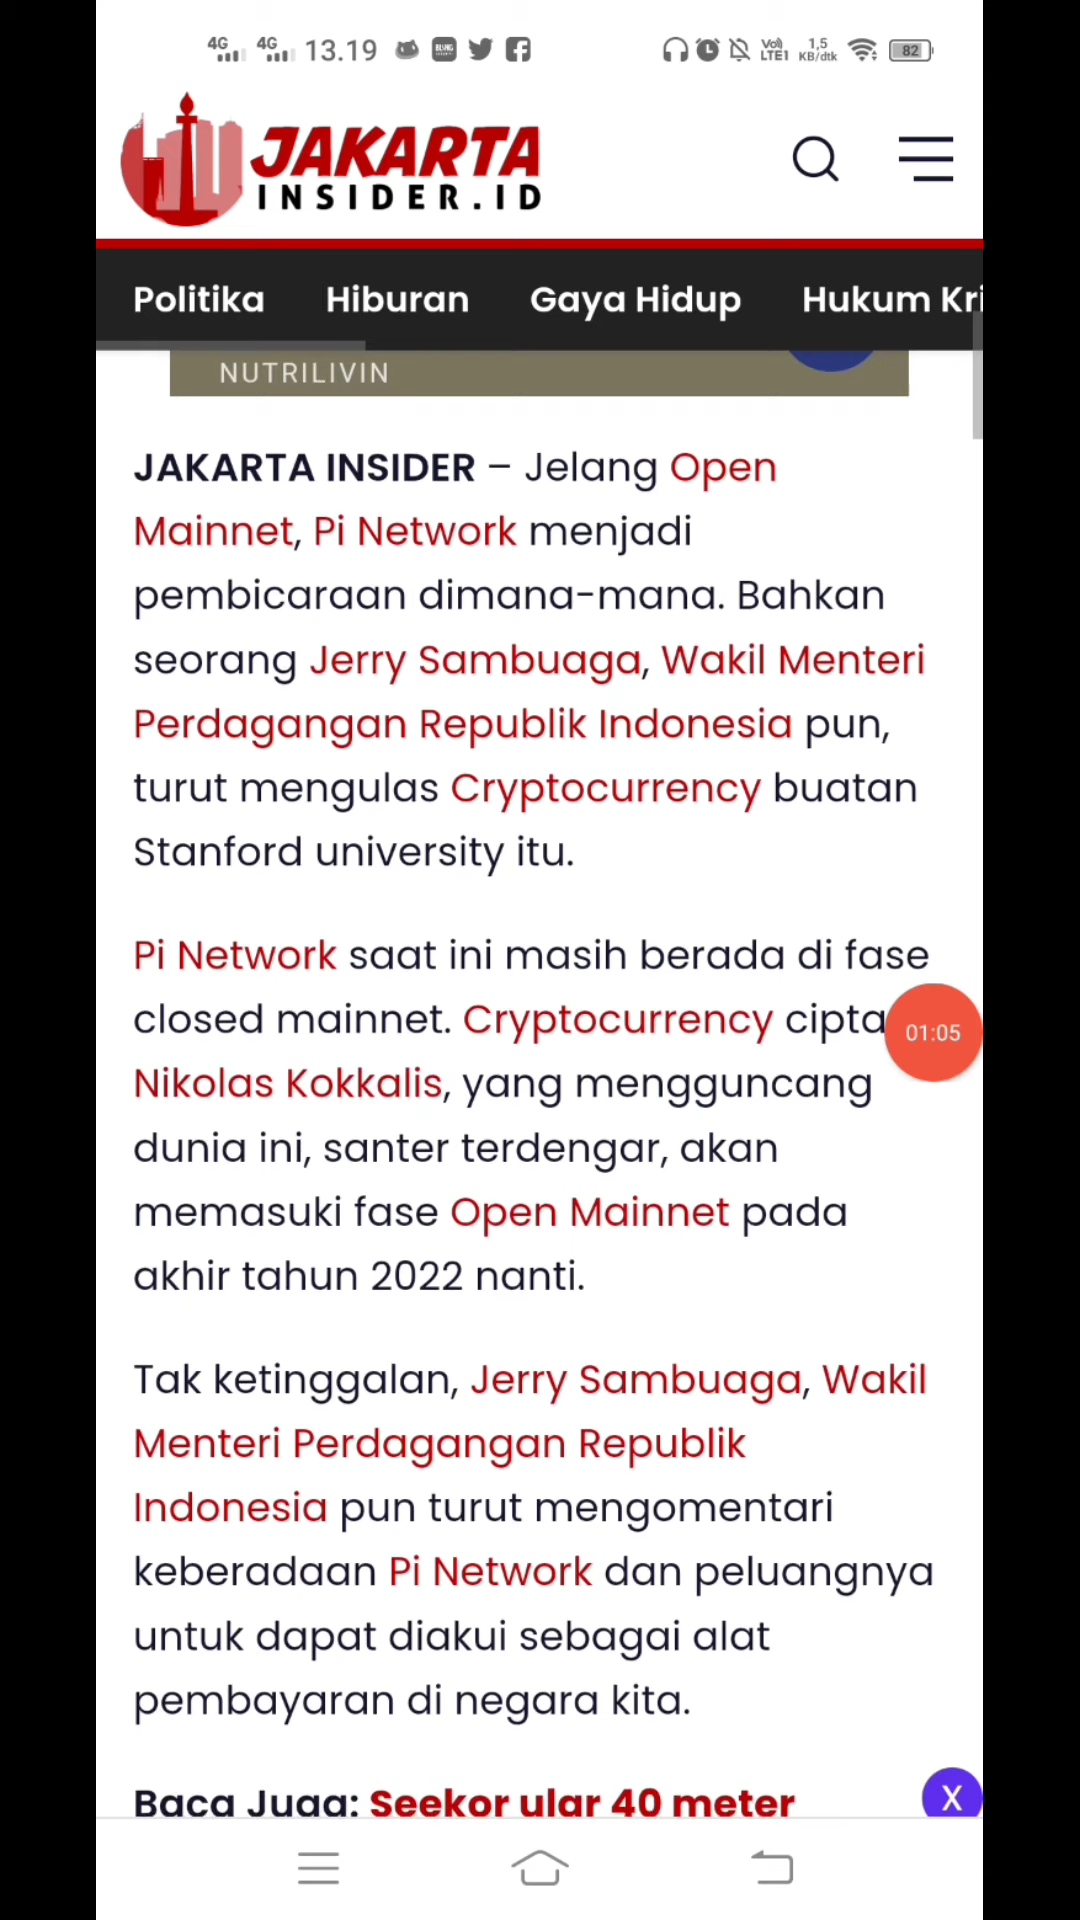 4G 4G 13.19 Vo) LTE1 1,5 KB/dtk 82
JAKARTA
INSIDER.ID
Politika Hiburan Gaya Hidup Hukum Kri
NUTRILIVIN
JAKARTA INSIDER – Jelang Open
Mainnet, Pi Network menjadi
pembicaraan dimana-mana. Bahkan
seorang Jerry Sambuaga, Wakil Menteri
Perdagangan Republik Indonesia pun,
turut mengulas Cryptocurrency buatan
Stanford university itu.
Pi Network saat ini masih berada di fase
closed mainnet. Cryptocurrency cipta
01:05
Nikolas Kokkalis, yang mengguncang
dunia ini, santer terdengar, akan
memasuki fase Open Mainnet pada
akhir tahun 2022 nanti.
Tak ketinggalan, Jerry Sambuaga, Wakil
Menteri Perdagangan Republik
Indonesia pun turut mengomentari
keberadaan Pi Network dan peluangnya
untuk dapat diakui sebagai alat
pembayaran di negara kita.
Baca Juga: Seekor ular 40 meter
X